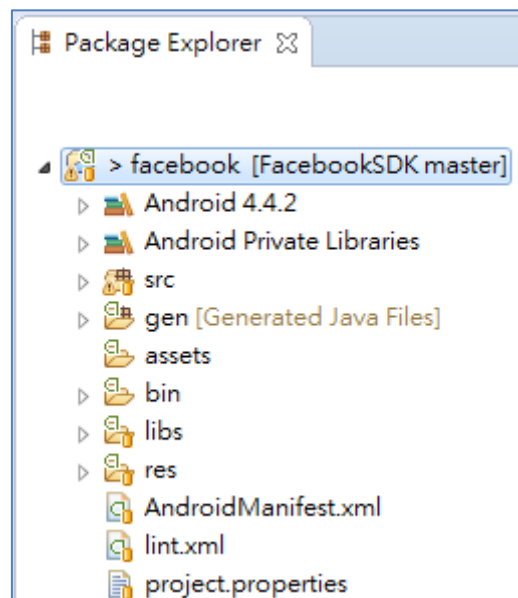 Package Explorer
> facebook [FacebookSDK master]
Android 4.4.2
Android Private Libraries
src
gen [Generated Java Files]
assets
bin
libs
res
AndroidManifest.xml
lint.xml
project.properties